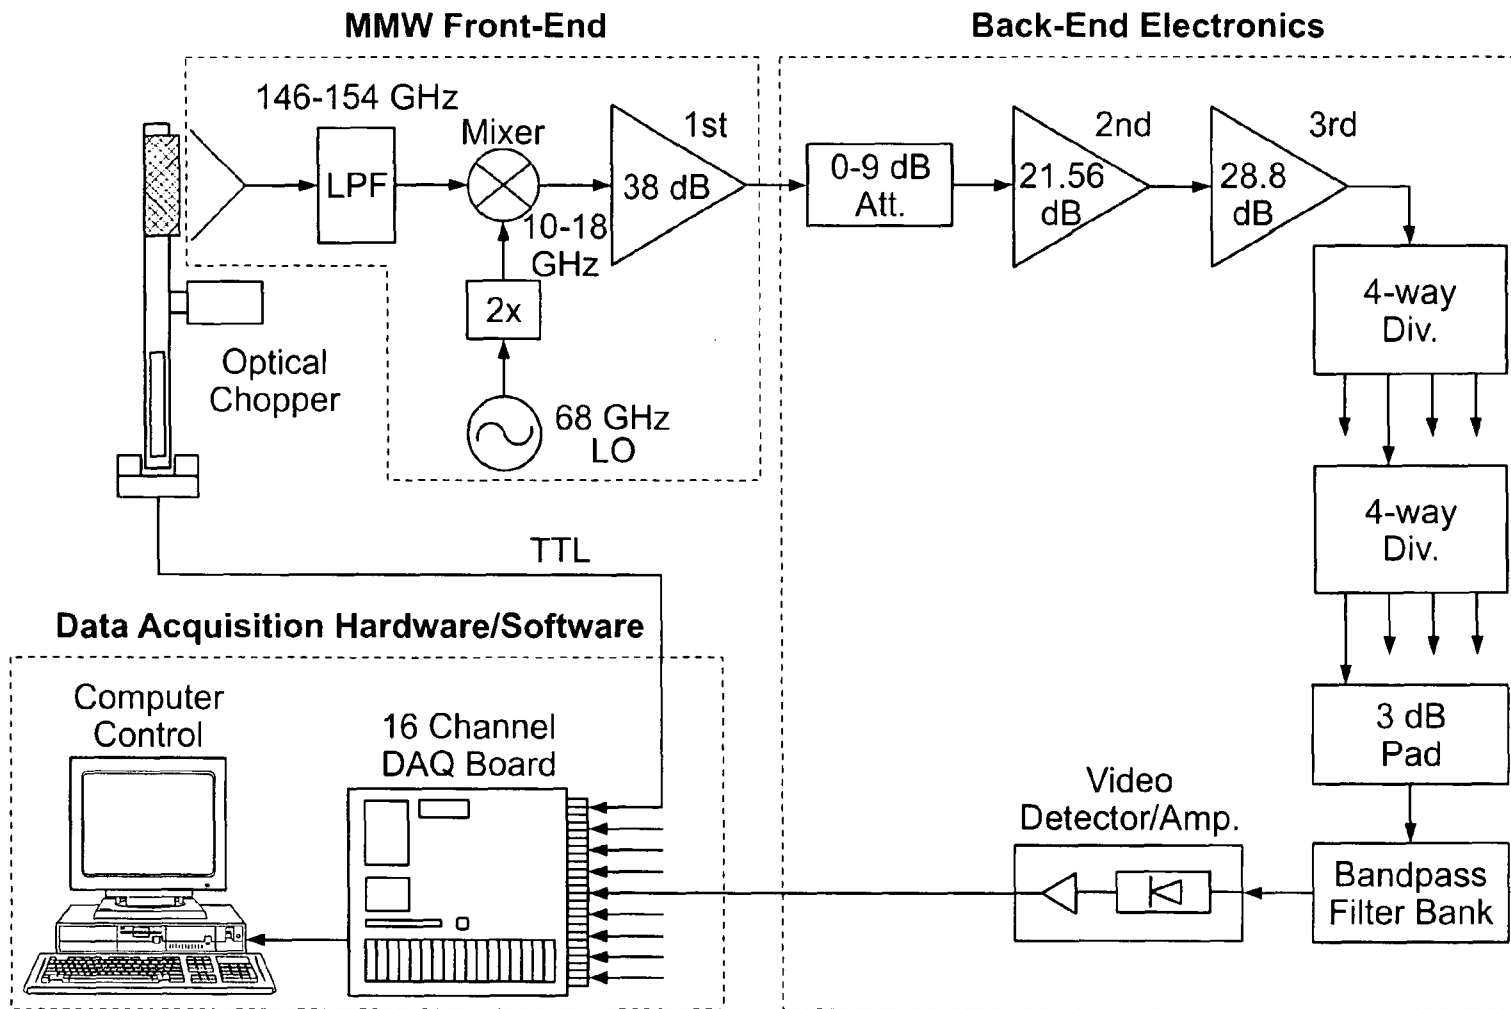 MMW Front-End
Back-End Electronics
146-154 GHz
Mixer
LPF
1st
38 dB
10-18
GHz
2x
68 GHz
LO
Optical
Chopper
0-9 dB
Att.
2nd
21.56
dB
3rd
28.8
dB
4-way
Div.
4-way
Div.
3 dB
Pad
Bandpass
Filter Bank
Video
Detector/Amp.
TTL
Data Acquisition Hardware/Software
Computer
Control
16 Channel
DAQ Board